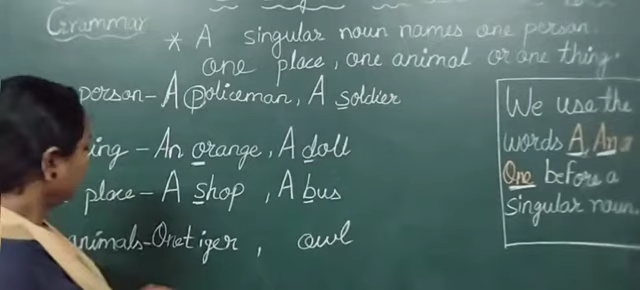 Grammar
* A singular noun names one person.
one place, one animal or one thing.
person - A policeman, A soldier
ing - An orange, A doll
place - A shop, A bus
animals - One tiger, owl
We use the
words A, An or
One before a
singular noun.